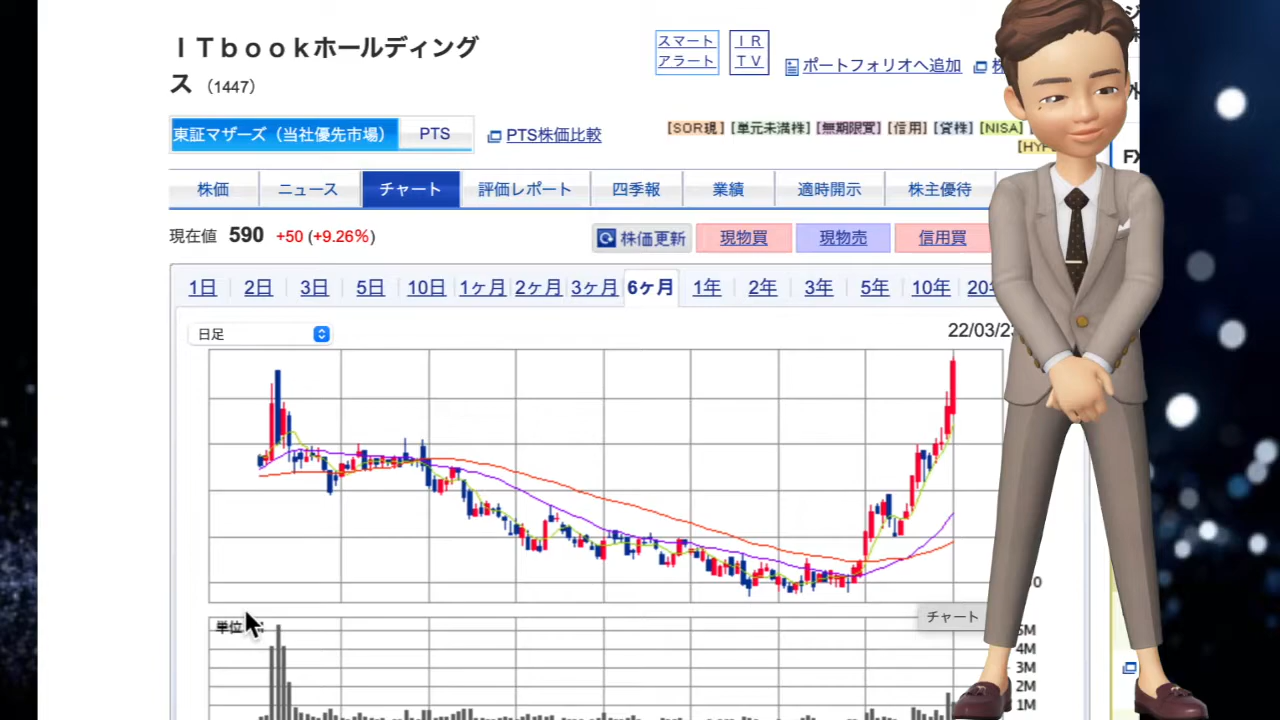 ＩＴｂｏｏｋホールディング
ス （1447）
スマート
アラート
ＩＲ
ＴＶ
ポートフォリオへ追加
東証マザーズ（当社優先市場） PTS PTS株価比較
[SOR現] [単元未満株] [無期限寞] [信用] [貸株] [NISA]
株価 ニュース チャート 評価レポート 四季報 業績 適時開示 株主優待
現在値 590 +50 (+9.26%) 株価更新 現物買 現物売 信用買
1日 2日 3日 5日 10日 1ヶ月 2ヶ月 3ヶ月 6ヶ月 1年 2年 3年 5年 10年
日足
22/03/23
チャート
単位
5M
4M
3M
2M
1M